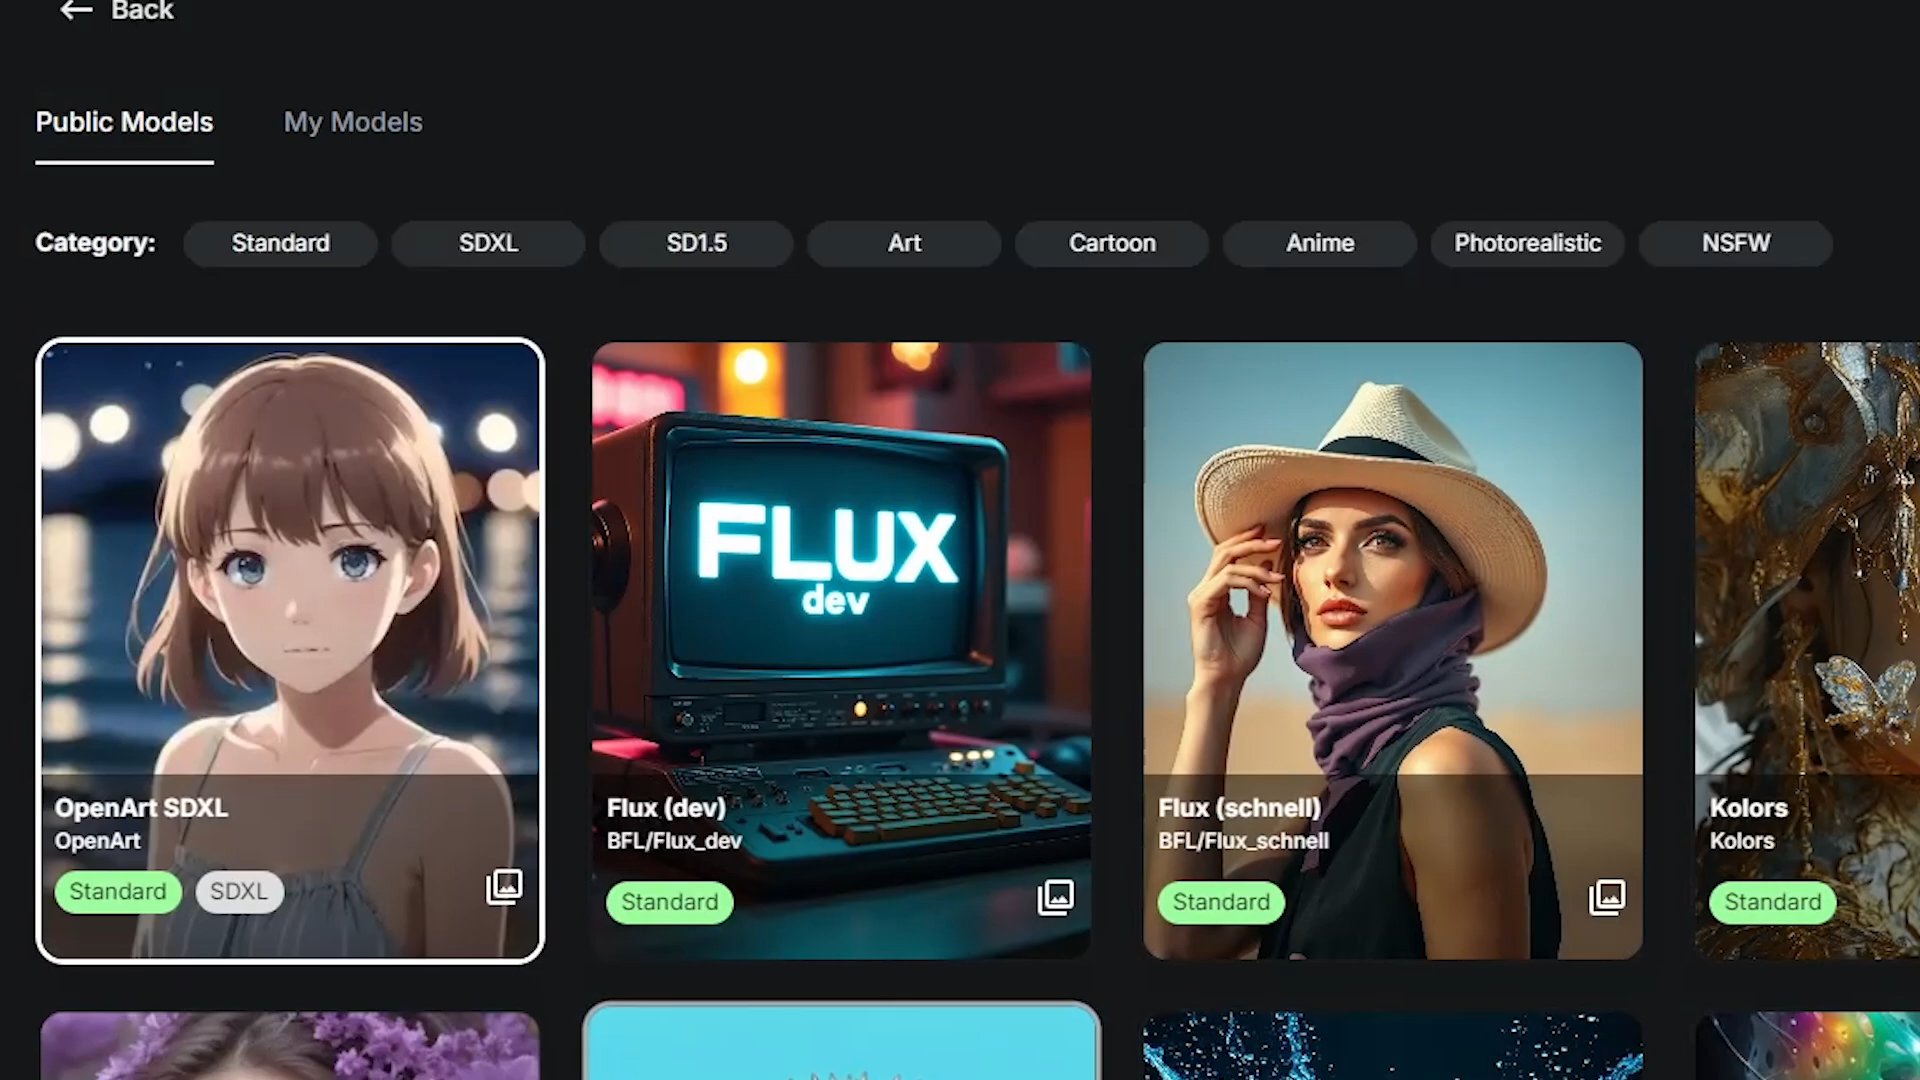 Back
Public Models
My Models
Category:
Standard
SDXL
SD1.5
Art
Cartoon
Anime
Photorealistic
NSFW
FLUX
dev
OpenArt SDXL
OpenArt
Standard
SDXL
Flux (dev)
BFL/Flux_dev
Standard
Flux (schnell)
BFL/Flux_schnell
Standard
Kolors
Kolors
Standard